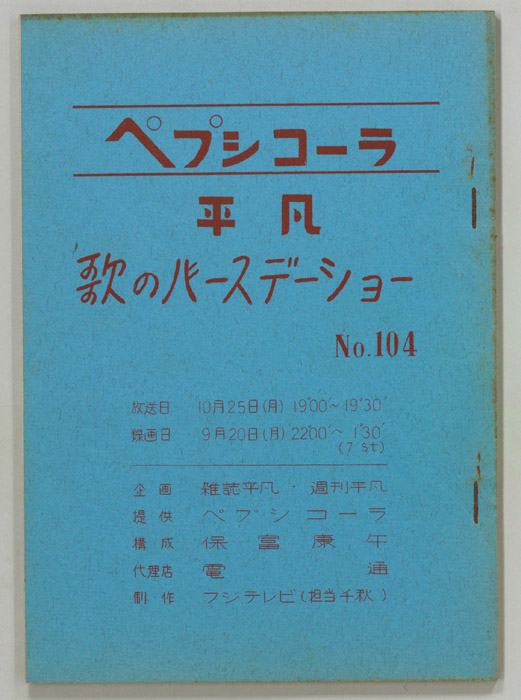 ペプシコーラ
平凡
歌のバースデーショー
No.104
放送日 10月25日(月) 19°00'~19°30'
録画日 9月20日(月) 22°00'~1°30'
(7 st)
企画 雑誌平凡・週刊平凡
提供 ペプシコーラ
構成 保富康午
代理店 電通
制作 フジテレビ(担当千秋)